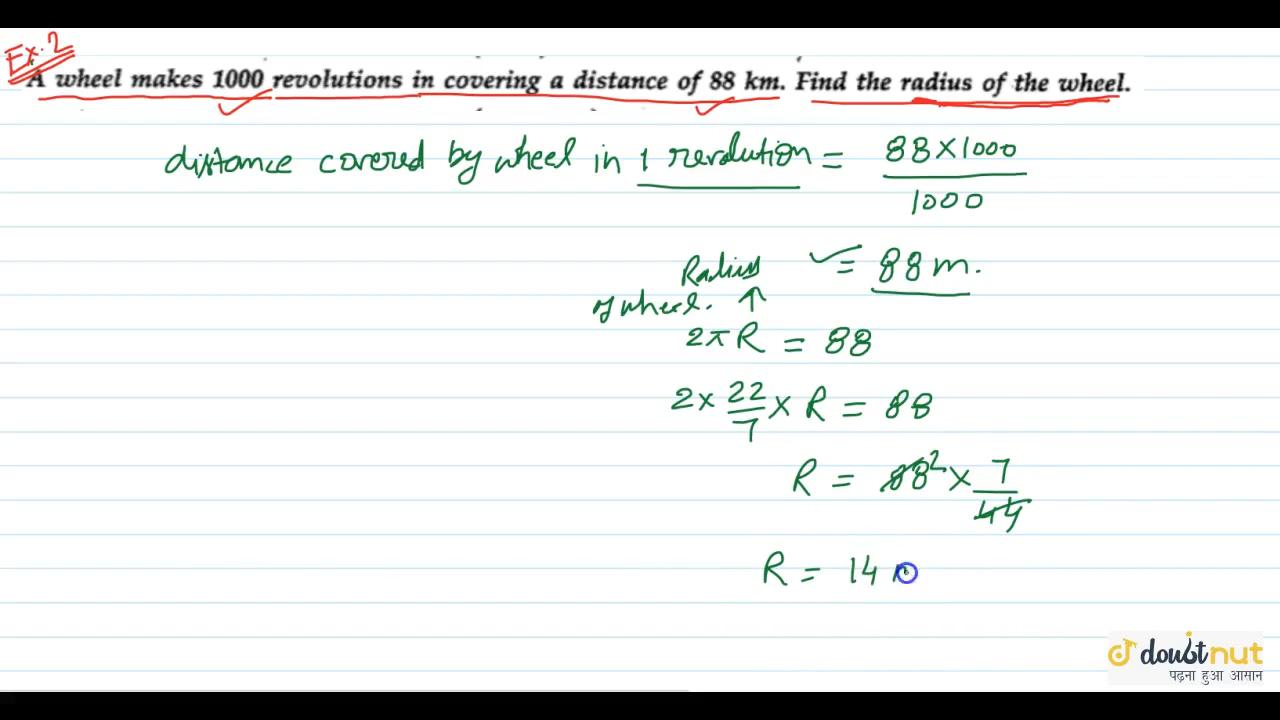 Ex.2
A wheel makes 1000 revolutions in covering a distance of 88 km. Find the radius of the wheel.
distance covered by wheel in 1 revolution = 88 × 1000
1000
= 88 m.
Radius
of wheel. ↑
2π R = 88
2 × 22/7 × R = 88
R = 88² × 7/44
R = 14
doubtnut
पढ़ना हुआ आसान